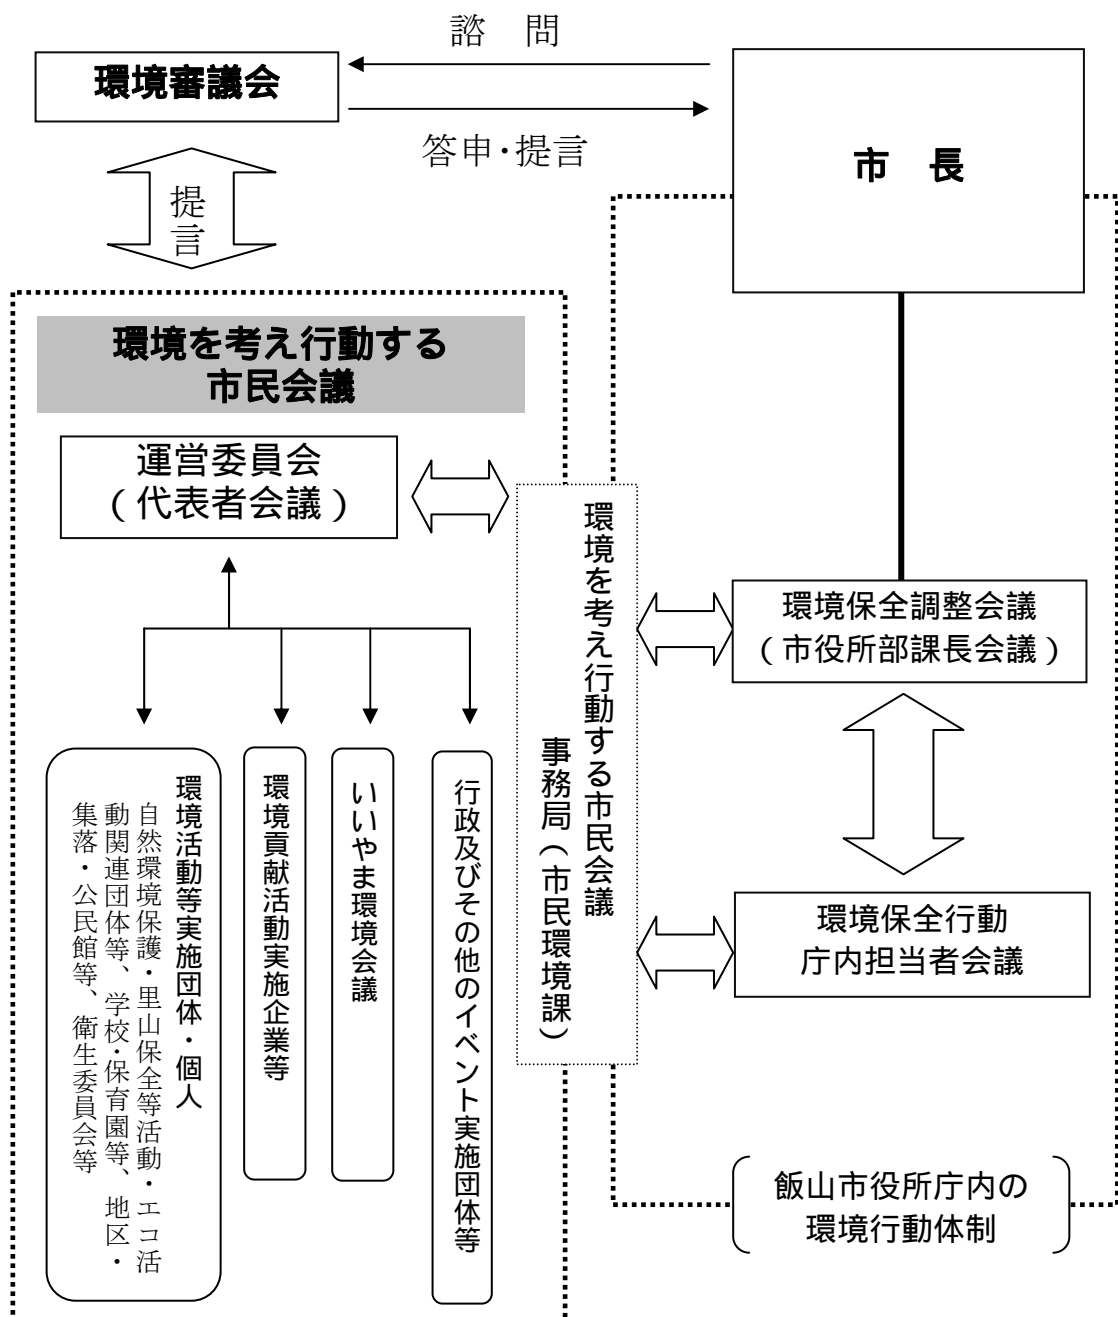 諮　問
環境審議会
答申・提言
市　長
提言
環境を考え行動する
市民会議
運営委員会
（代表者会議）
環境を考え行動する市民会議
事務局（市民環境課）
環境保全調整会議
（市役所部課長会議）
環境保全行動
庁内担当者会議
環境活動等実施団体・個人
自然環境保護・里山保全等活動・エコ活
動関連団体等、学校・保育園等、地区・
集落・公民館等、衛生委員会等
環境貢献活動実施企業等
いいやま環境会議
行政及びその他のイベント実施団体等
飯山市役所庁内の
環境行動体制